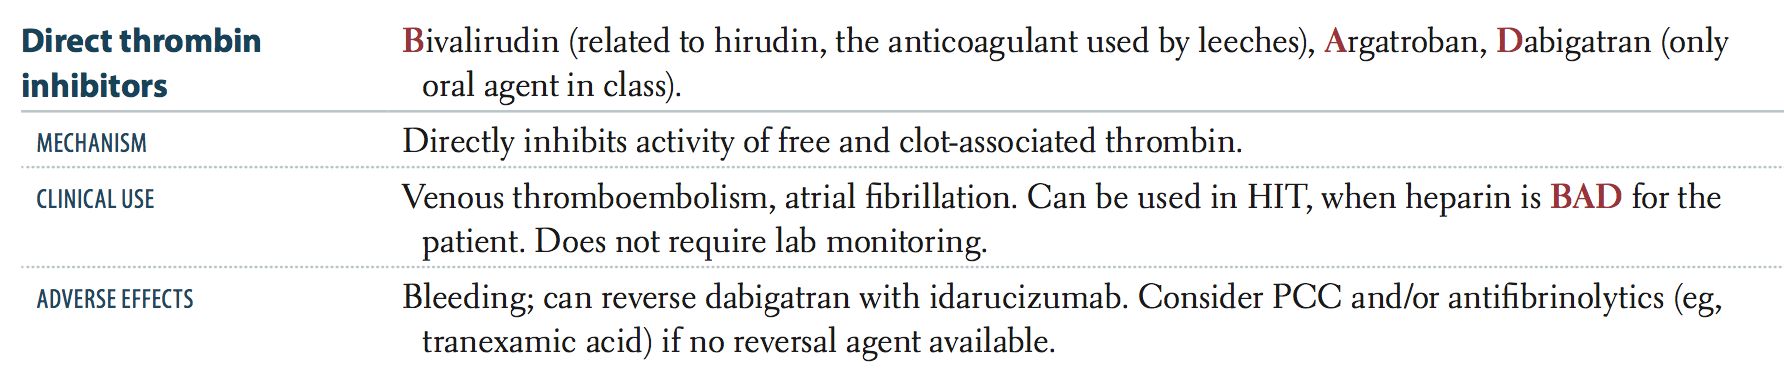 Direct thrombin
inhibitors
Bivalirudin (related to hirudin, the anticoagulant used by leeches), Argatroban, Dabigatran (only
oral agent in class).
MECHANISM
Directly inhibits activity of free and clot-associated thrombin.
CLINICAL USE
Venous thromboembolism, atrial fibrillation. Can be used in HIT, when heparin is BAD for the
patient. Does not require lab monitoring.
ADVERSE EFFECTS
Bleeding; can reverse dabigatran with idarucizumab. Consider PCC and/or antifibrinolytics (eg,
tranexamic acid) if no reversal agent available.